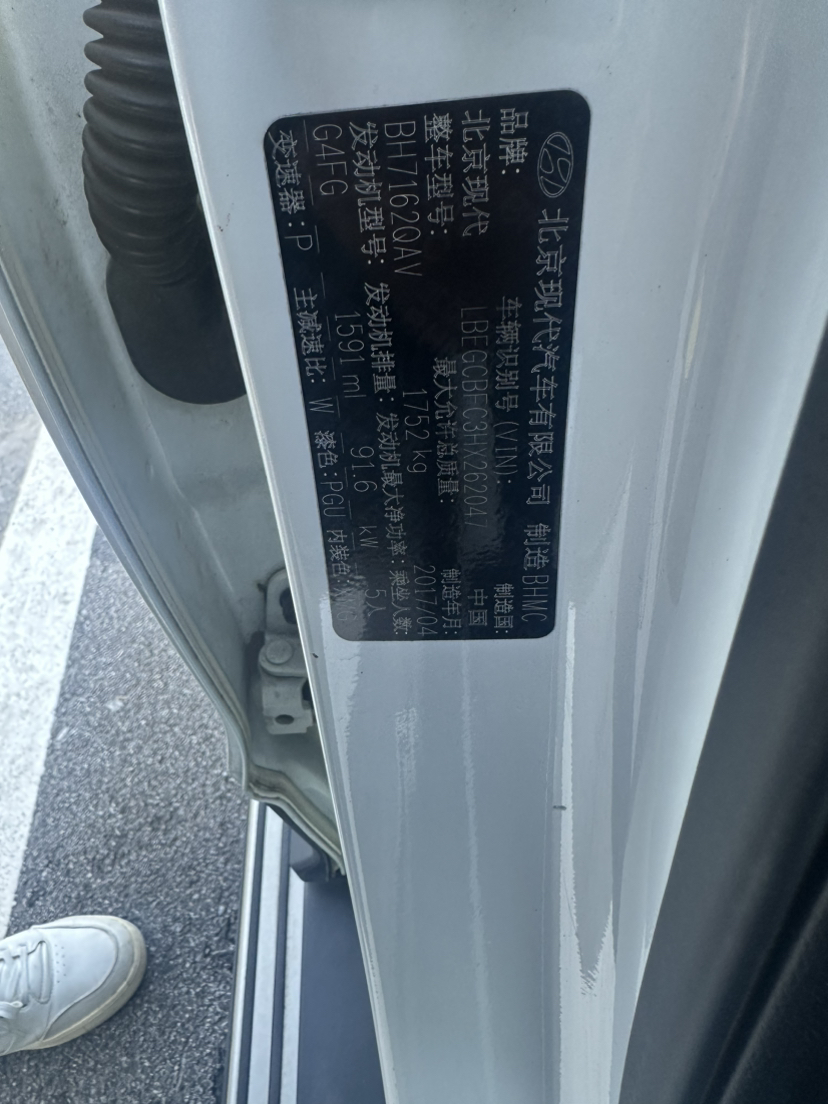 北京现代汽车有限公司 制造 BHMC
品牌: 车辆识别号 (VIN): 制造国:
北京现代 LBEGCBFC3HX262047 中国
整车型号: 最大允许总质量: 制造年月:
BH7162QAV 1752 kg 2017/04
发动机型号: 发动机排量: 发动机最大净功率: 乘坐人数:
G4FG 1591 ml 91.6 kW 5人
变速器: P 主减速比: W 漆色: PGU 内装色: